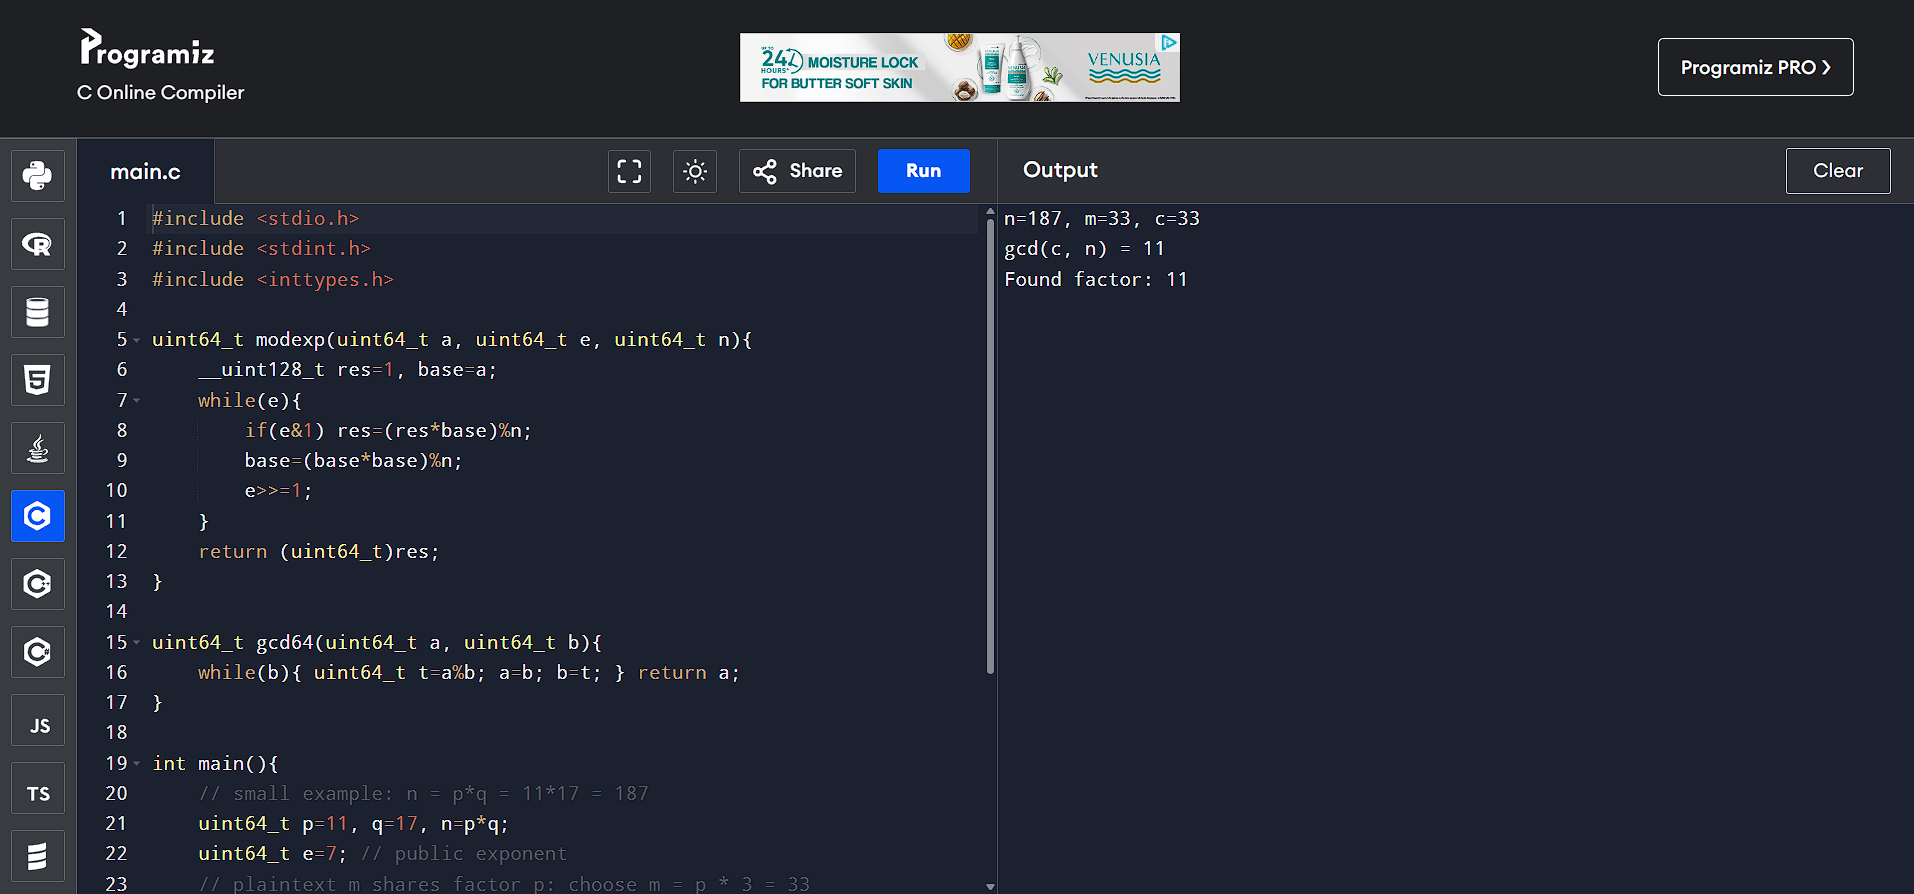 Programiz
C Online Compiler
UP TO
24
HOURS*
MOISTURE LOCK
FOR BUTTER SOFT SKIN
VENUSIA
Programiz PRO ❯
main.c
Share
Run
Output
Clear
1 #include <stdio.h>
2 #include <stdint.h>
3 #include <inttypes.h>
4
5 uint64_t modexp(uint64_t a, uint64_t e, uint64_t n){
6     __uint128_t res=1, base=a;
7     while(e){
8         if(e&1) res=(res*base)%n;
9         base=(base*base)%n;
10         e>>=1;
11     }
12     return (uint64_t)res;
13 }
14
15 uint64_t gcd64(uint64_t a, uint64_t b){
16     while(b){ uint64_t t=a%b; a=b; b=t; } return a;
17 }
18
19 int main(){
20     // small example: n = p*q = 11*17 = 187
21     uint64_t p=11, q=17, n=p*q;
22     uint64_t e=7; // public exponent
23     // plaintext m shares factor p: choose m = p * 3 = 33
n=187, m=33, c=33
gcd(c, n) = 11
Found factor: 11
R
5
C
C++
C#
JS
TS